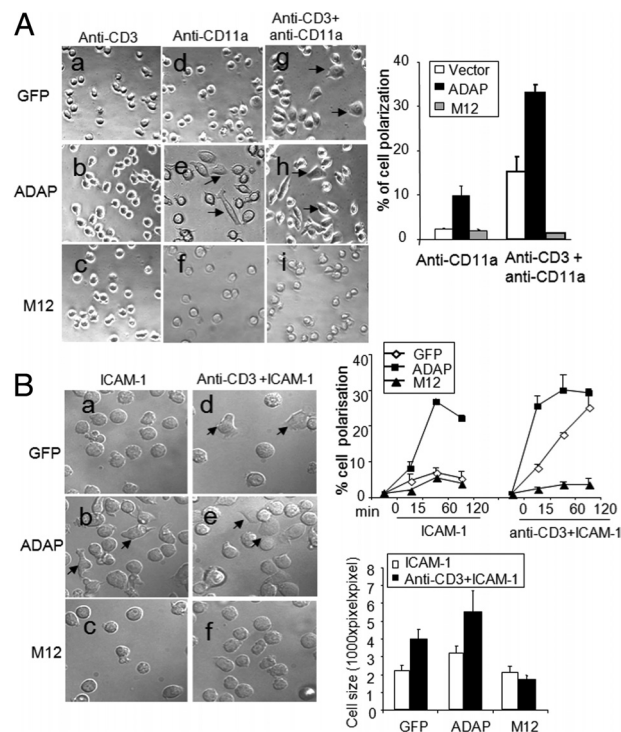 A
Anti-CD3
Anti-CD11a
Anti-CD3+
anti-CD11a
GFP
a
d
g
ADAP
b
e
h
M12
c
f
i
% of cell polarization
40
30
20
10
0
Vector
ADAP
M12
Anti-CD11a
Anti-CD3 +
anti-CD11a
B
ICAM-1
Anti-CD3 +ICAM-1
GFP
a
d
ADAP
b
e
M12
c
f
GFP
ADAP
M12
% cell polarisation
40
30
20
10
0
min 0 15 60 120 0 15 60 120
ICAM-1
anti-CD3+ICAM-1
Cell size (1000xpixelxpixel)
8
7
6
5
4
3
2
1
0
ICAM-1
Anti-CD3+ICAM-1
GFP ADAP M12